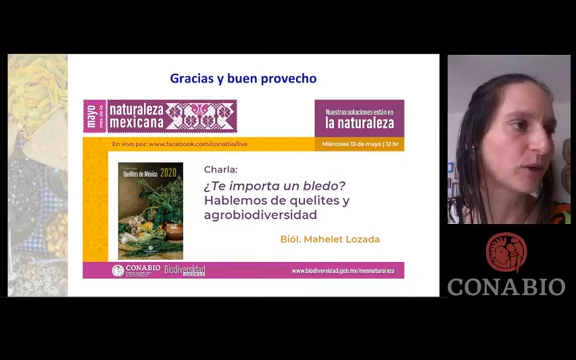 Gracias y buen provecho
mayo
mes de la
naturaleza
mexicana
Nuestras soluciones están en
la naturaleza
En vivo por: www.facebook.com/conabio/live
Miércoles 13 de mayo | 12 hr
Quelites de México 2020
Charla:
¿Te importa un bledo?
Hablemos de quelites y
agrobiodiversidad
Biól. Mahelet Lozada
CONABIO
Biodiversidad
www.biodiversidad.gob.mx/mesnaturaleza
CONABIO